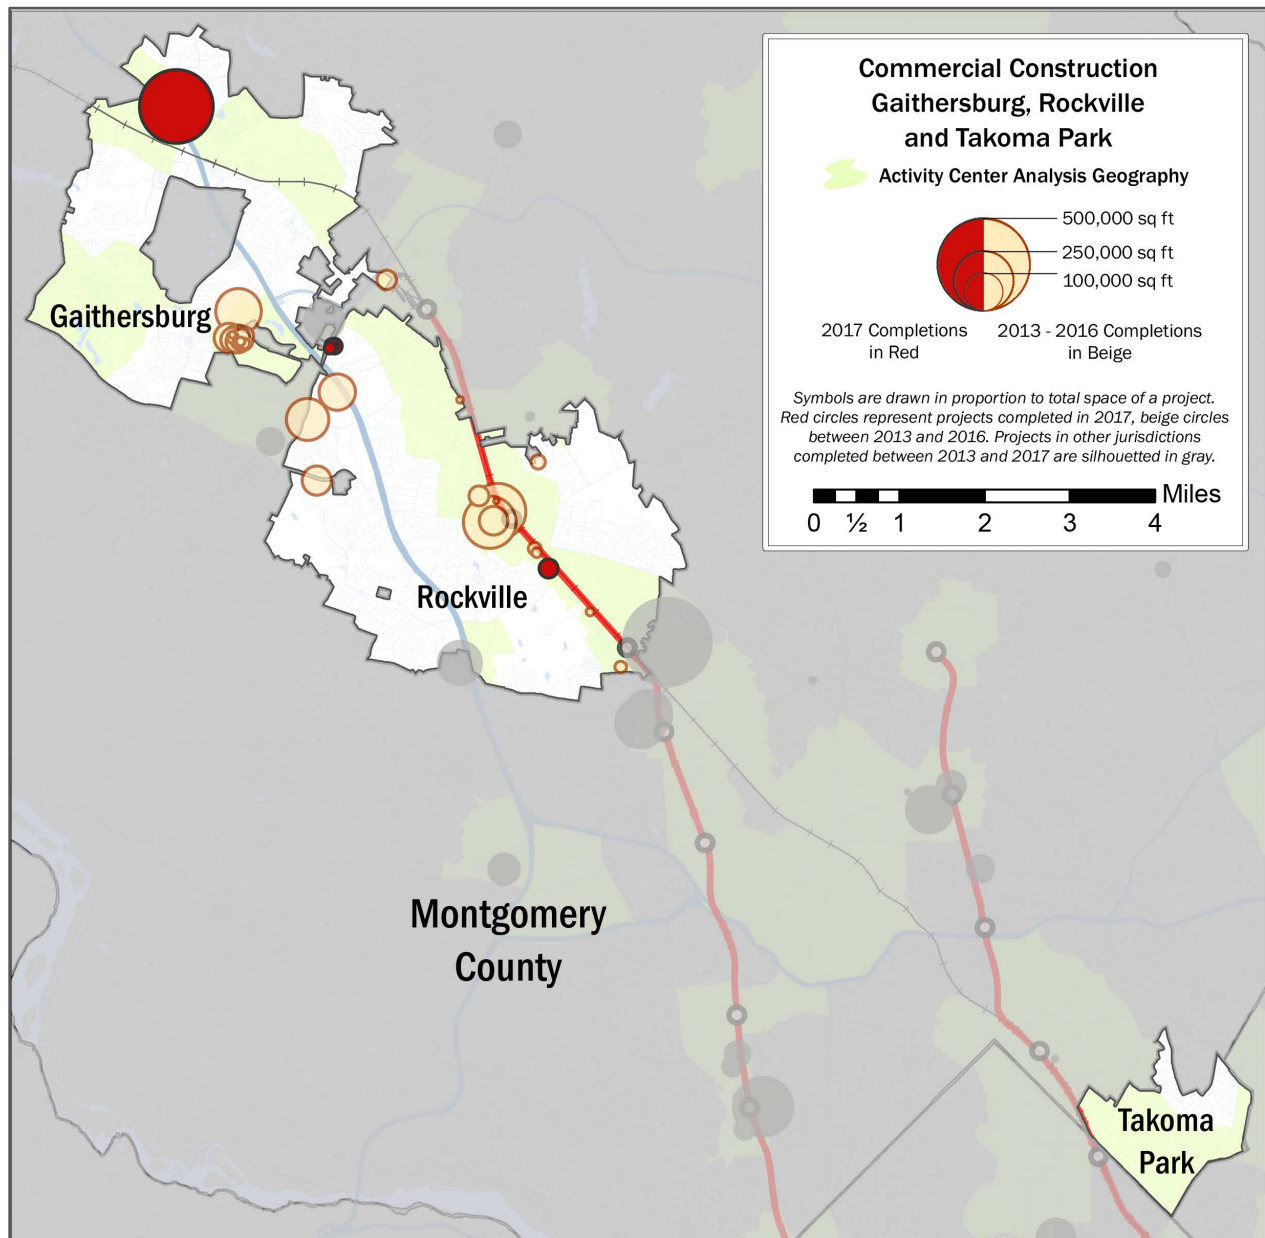 Commercial Construction
Gaithersburg, Rockville
and Takoma Park
Activity Center Analysis Geography
500,000 sq ft
250,000 sq ft
100,000 sq ft
2017 Completions
in Red
2013 - 2016 Completions
in Beige
Symbols are drawn in proportion to total space of a project.
Red circles represent projects completed in 2017, beige circles
between 2013 and 2016. Projects in other jurisdictions
completed between 2013 and 2017 are silhouetted in gray.
Miles
0 ½ 1 2 3 4
Gaithersburg
Rockville
Montgomery
County
Takoma
Park